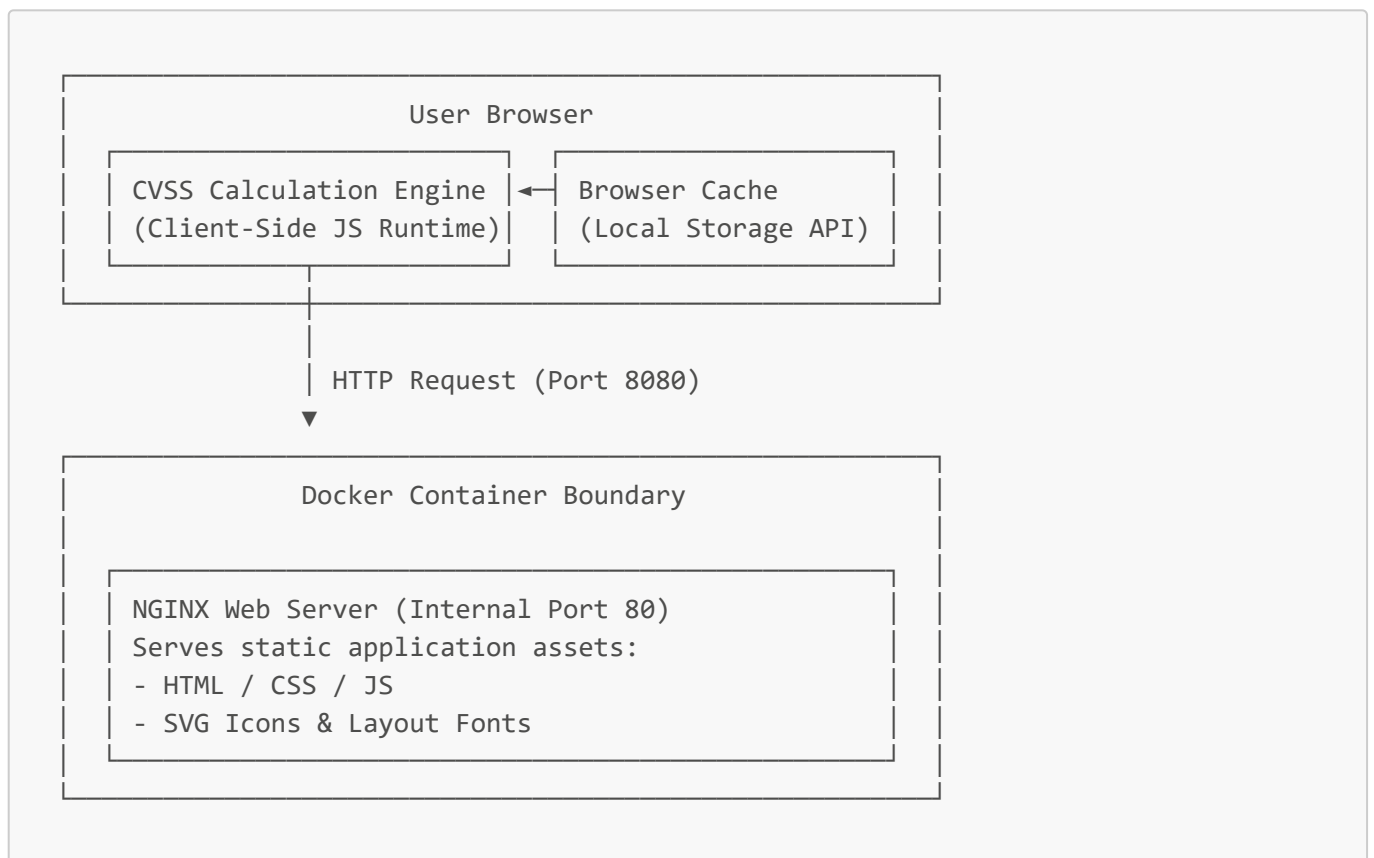 User Browser
CVSS Calculation Engine
Browser Cache
(Client-Side JS Runtime)
(Local Storage API)
HTTP Request (Port 8080)
Docker Container Boundary
NGINX Web Server (Internal Port 80)
Serves static application assets:
- HTML / CSS / JS
- SVG Icons & Layout Fonts